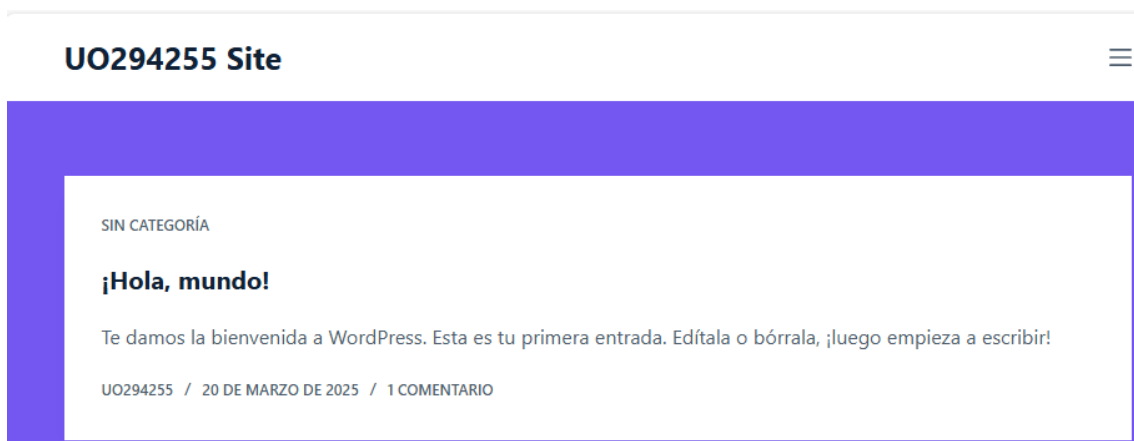 UO294255 Site
SIN CATEGORÍA
¡Hola, mundo!
Te damos la bienvenida a WordPress. Esta es tu primera entrada. Edítala o bórrala, ¡luego empieza a escribir!
UO294255 / 20 DE MARZO DE 2025 / 1 COMENTARIO